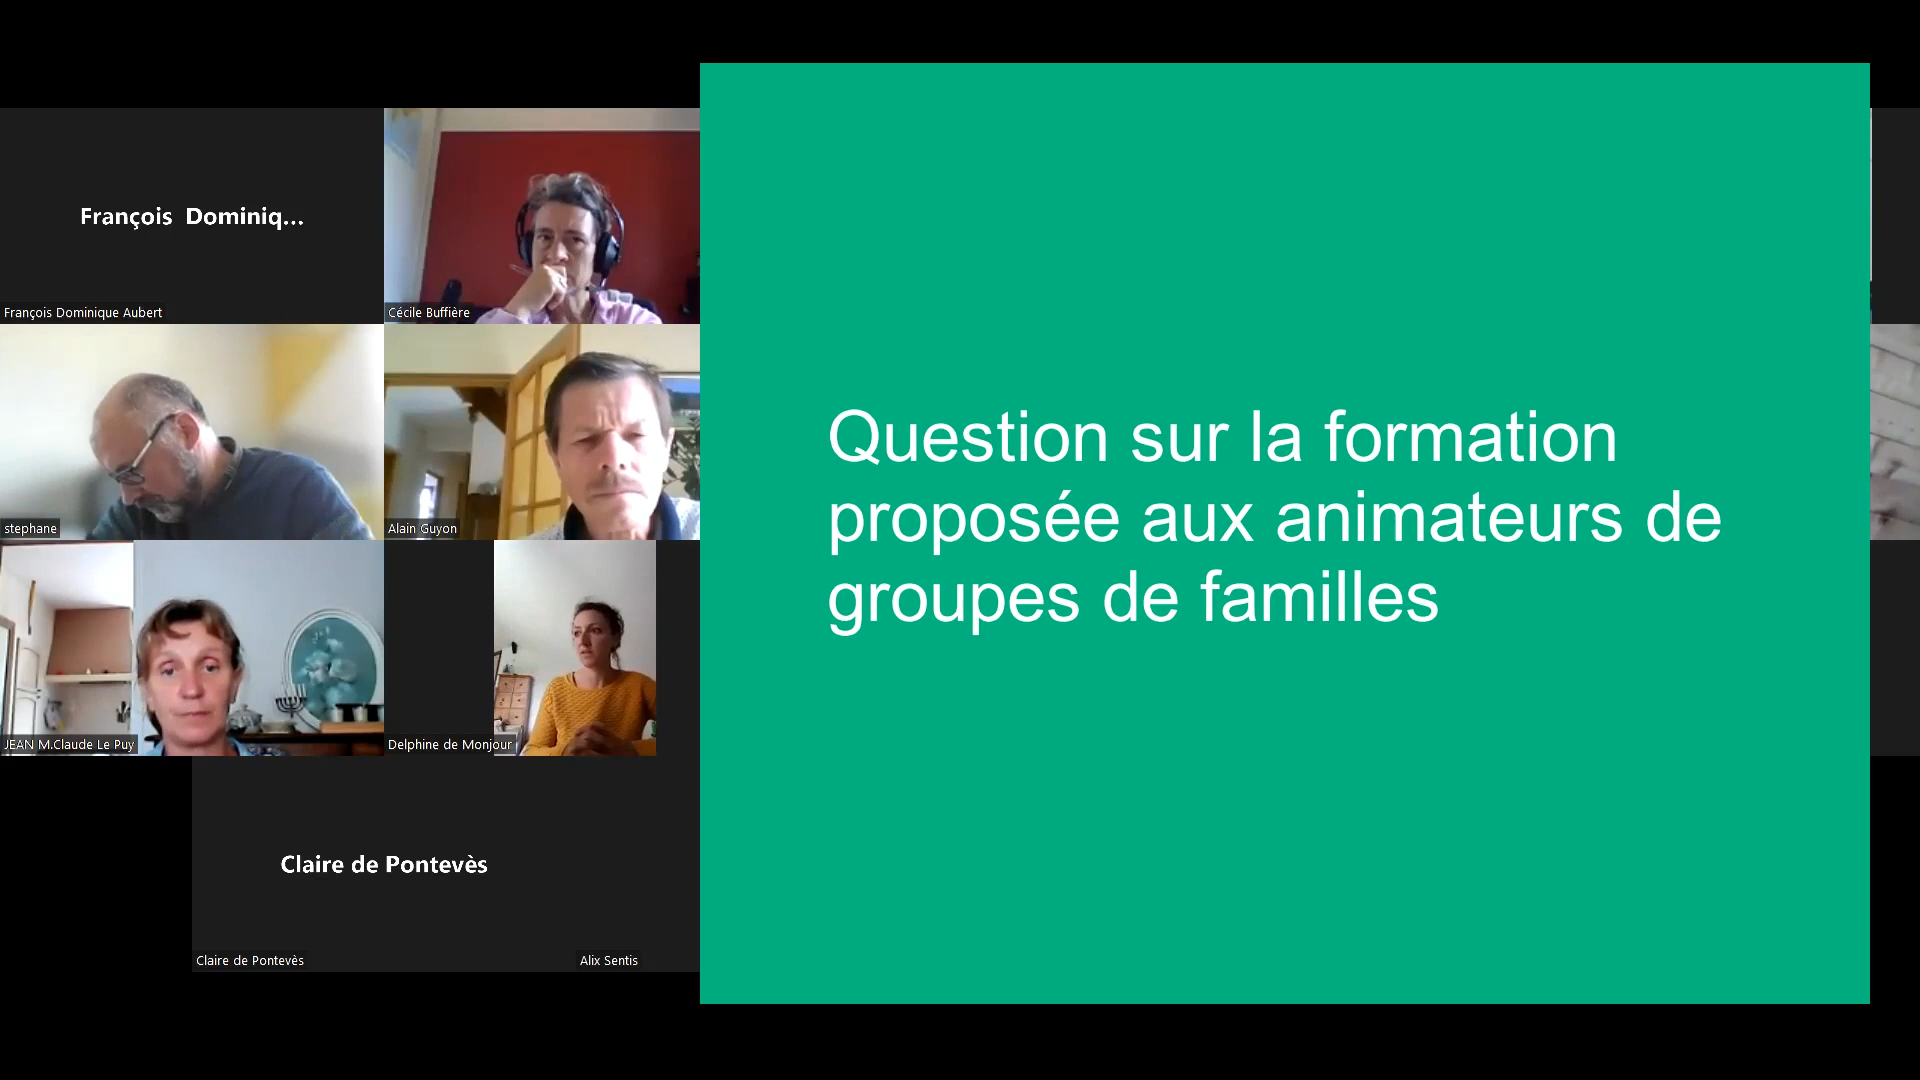 François Dominiq...
François Dominique Aubert
Cécile Buffière
stephane
Alain Guyon
JEAN M.Claude Le Puy
Delphine de Monjour
Claire de Pontevès
Claire de Pontevès
Alix Sentis
Question sur la formation
proposée aux animateurs de
groupes de familles